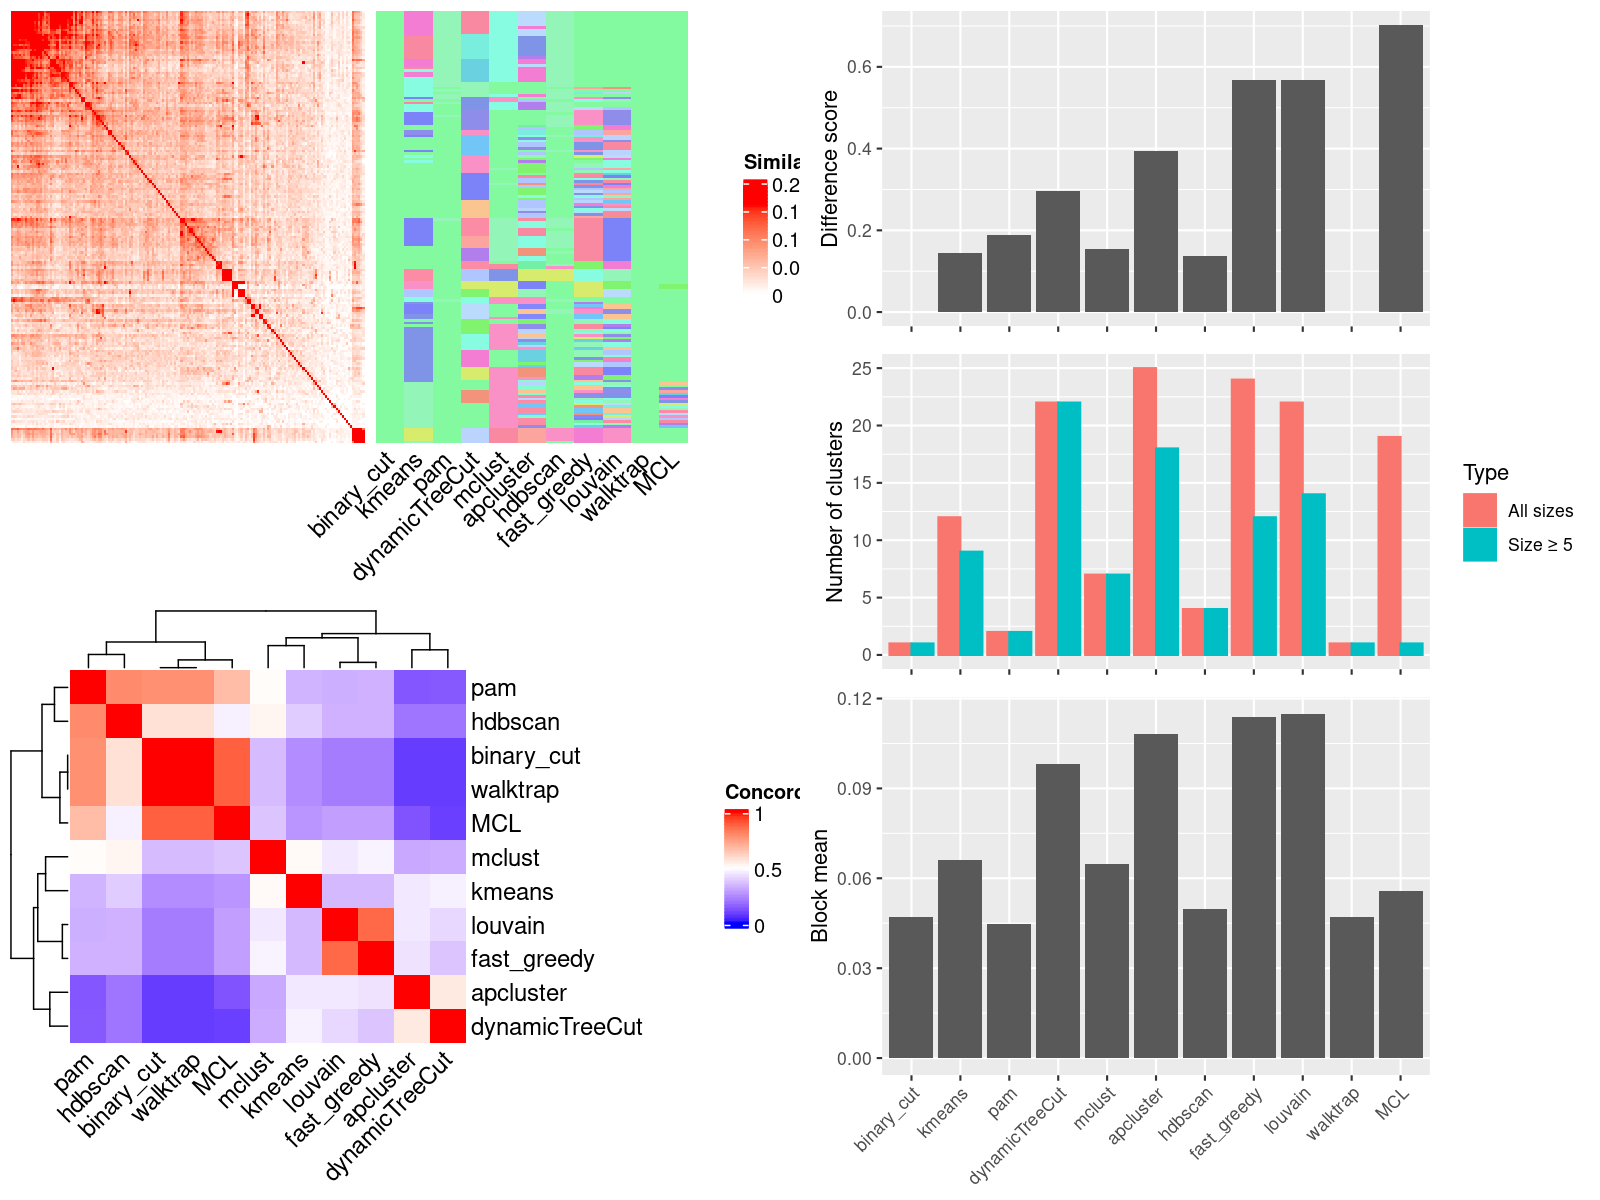 Simila
0.2
0.1
0.1
0.0
0
binary_cut
kmeans
pam
dynamicTreeCut
mclust
apcluster
hdbscan
fast_greedy
louvain
walktrap
MCL
pam
hdbscan
binary_cut
walktrap
MCL
mclust
kmeans
louvain
fast_greedy
apcluster
dynamicTreeCut
pam
hdbscan
binary_cut
walktrap
MCL
mclust
kmeans
louvain
fast_greedy
apcluster
dynamicTreeCut
Concord
1
0.5
0
Difference score
0.6
0.4
0.2
0.0
Number of clusters
25
20
15
10
5
0
Type
All sizes
Size ≥ 5
Block mean
0.12
0.09
0.06
0.03
0.00
binary_cut
kmeans
pam
dynamicTreeCut
mclust
apcluster
hdbscan
fast_greedy
louvain
walktrap
MCL